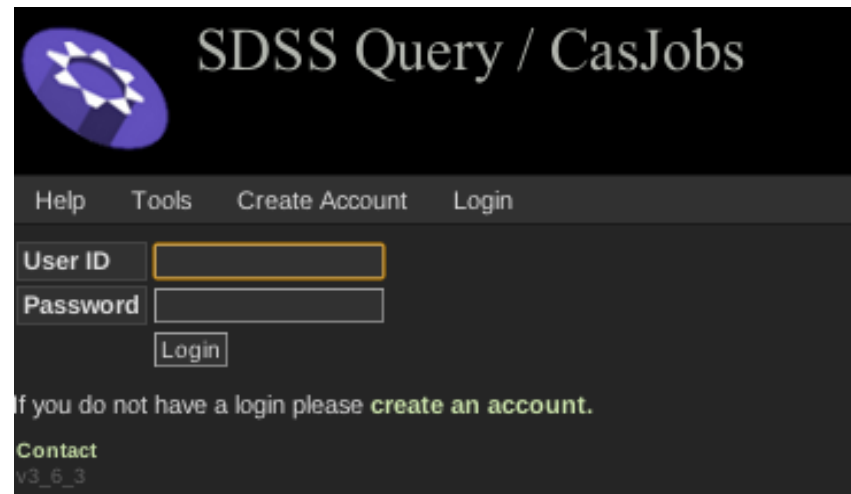 SDSS Query / CasJobs
Help Tools Create Account Login
User ID
Password
Login
If you do not have a login please create an account.
Contact
v3_6_3